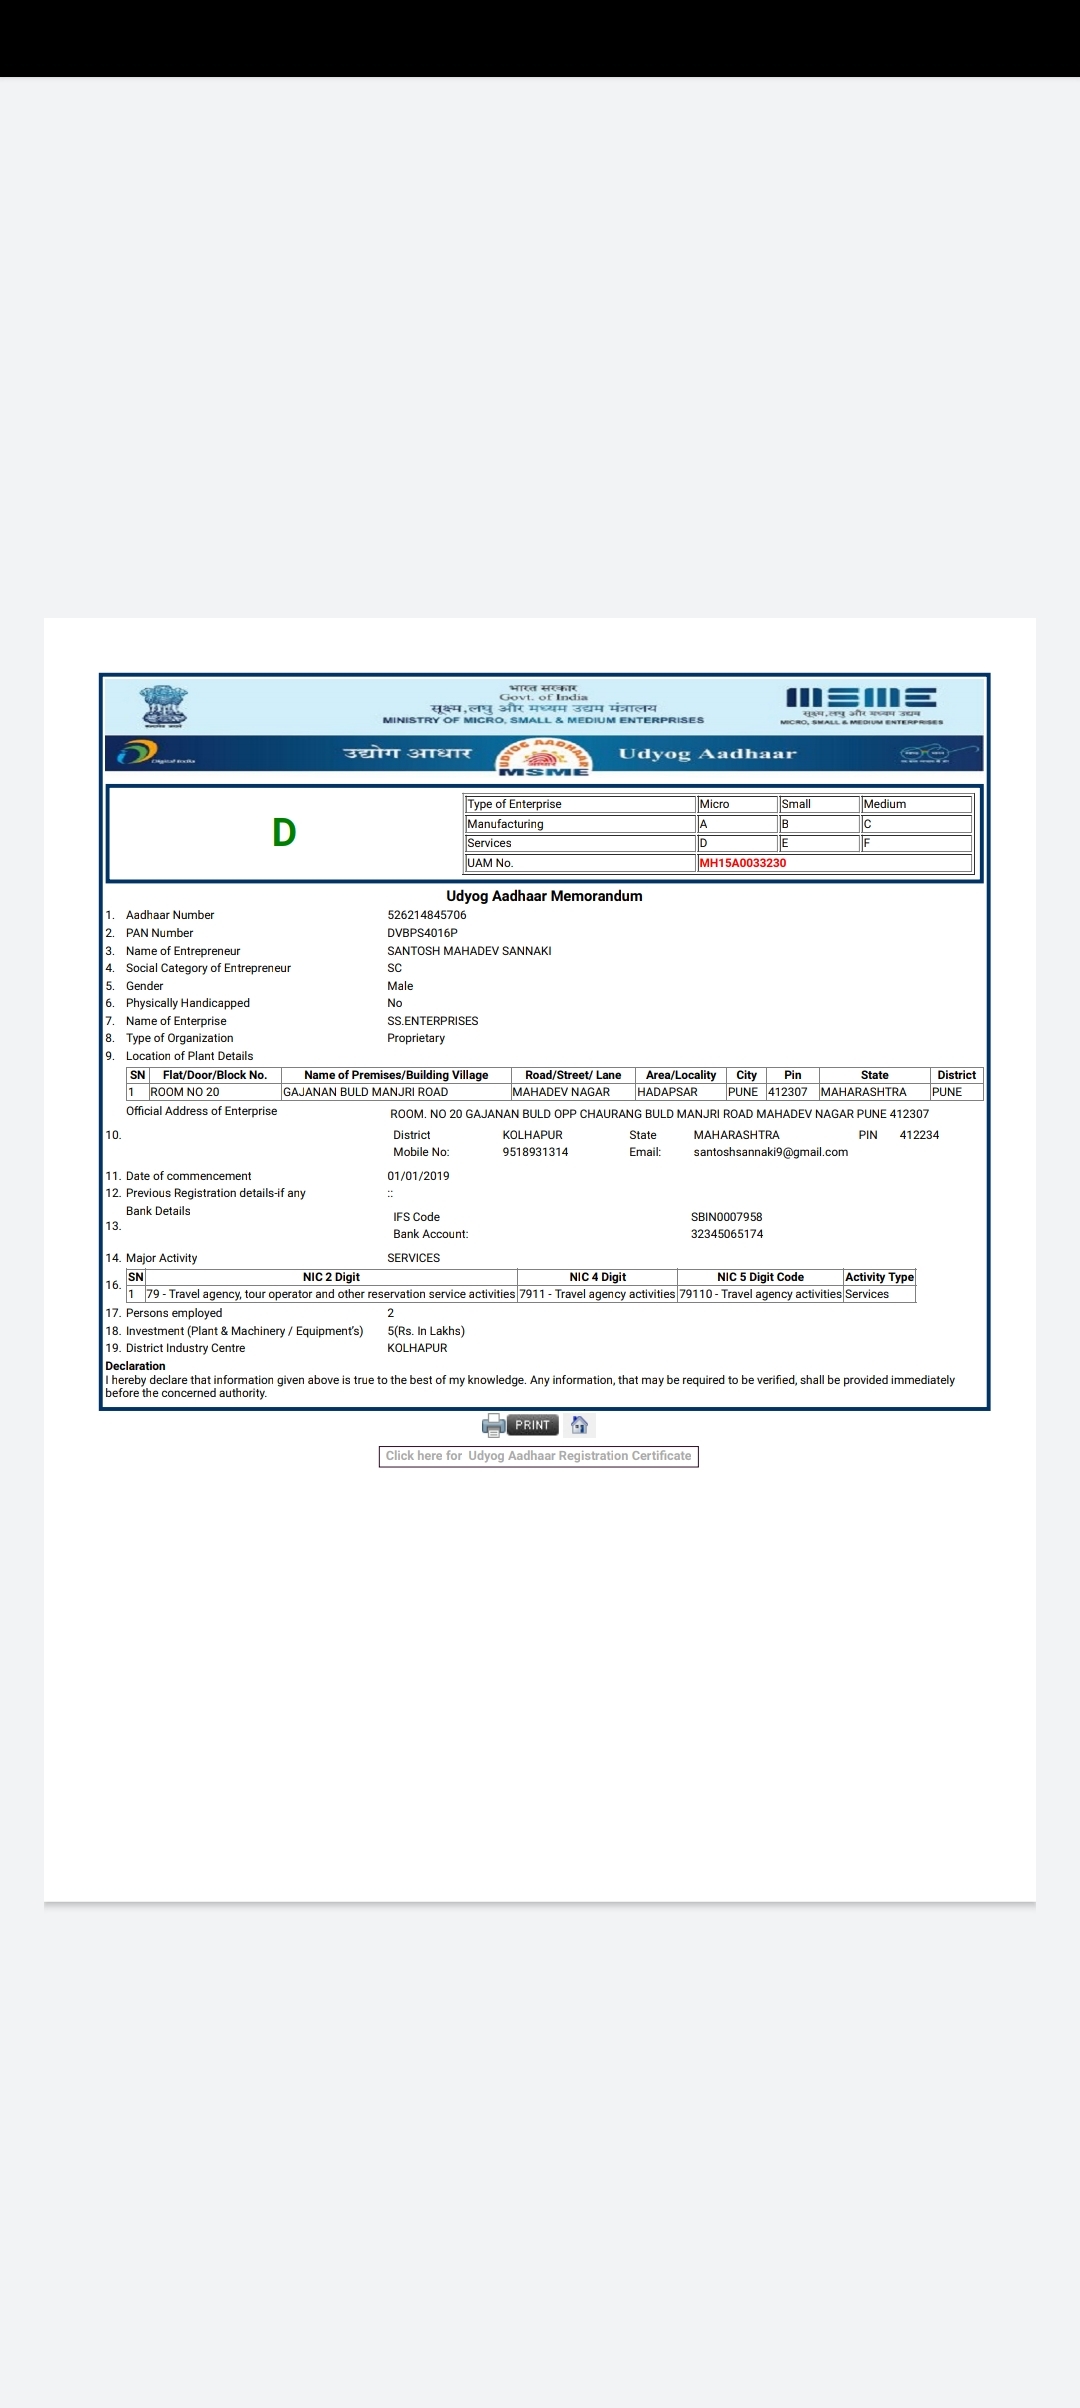 भारत सरकार
Govt. of India
सूक्ष्म,लघु और मध्यम उद्यम मंत्रालय
MINISTRY OF MICRO, SMALL & MEDIUM ENTERPRISES
सूक्ष्म,लघु और मध्यम उद्यम
MICRO, SMALL & MEDIUM ENTERPRISES
Digital India
उद्योग आधार
UDYOG AADHAAR
MSME
Udyog Aadhaar
D
Type of Enterprise Micro Small Medium
Manufacturing A B C
Services D E F
UAM No. MH15A0033230
Udyog Aadhaar Memorandum
1. Aadhaar Number 526214845706
2. PAN Number DVBPS4016P
3. Name of Entrepreneur SANTOSH MAHADEV SANNAKI
4. Social Category of Entrepreneur SC
5. Gender Male
6. Physically Handicapped No
7. Name of Enterprise SS.ENTERPRISES
8. Type of Organization Proprietary
9. Location of Plant Details
SN Flat/Door/Block No. Name of Premises/Building Village Road/Street/ Lane Area/Locality City Pin State District
1 ROOM NO 20 GAJANAN BULD MANJRI ROAD MAHADEV NAGAR HADAPSAR PUNE 412307 MAHARASHTRA PUNE
Official Address of Enterprise ROOM. NO 20 GAJANAN BULD OPP CHAURANG BULD MANJRI ROAD MAHADEV NAGAR PUNE 412307
10. District KOLHAPUR State MAHARASHTRA PIN 412234
Mobile No: 9518931314 Email: santoshsannaki9@gmail.com
11. Date of commencement 01/01/2019
12. Previous Registration details-if any ::
Bank Details
13. IFS Code SBIN0007958
Bank Account: 32345065174
14. Major Activity SERVICES
16. SN NIC 2 Digit NIC 4 Digit NIC 5 Digit Code Activity Type
1 79 - Travel agency, tour operator and other reservation service activities 7911 - Travel agency activities 79110 - Travel agency activities Services
17. Persons employed 2
18. Investment (Plant & Machinery / Equipment's) 5(Rs. In Lakhs)
19. District Industry Centre KOLHAPUR
Declaration
I hereby declare that information given above is true to the best of my knowledge. Any information, that may be required to be verified, shall be provided immediately
before the concerned authority.
PRINT
Click here for Udyog Aadhaar Registration Certificate